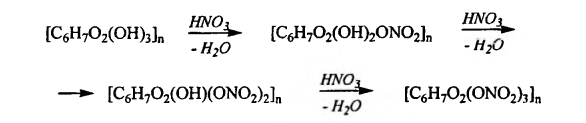 [C₆H₇O₂(OH)₃]ₙ HNO₃ - H₂O → [C₆H₇O₂(OH)₂ONO₂]ₙ HNO₃ - H₂O →
→ [C₆H₇O₂(OH)(ONO₂)₂]ₙ HNO₃ - H₂O → [C₆H₇O₂(ONO₂)₃]ₙ